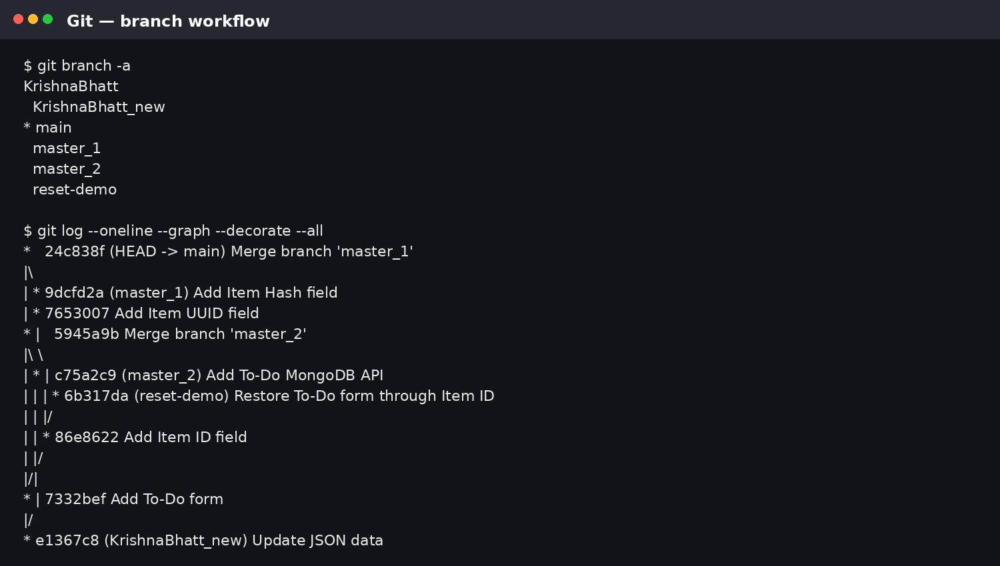 Git — branch workflow
$ git branch -a
KrishnaBhatt
  KrishnaBhatt_new
* main
  master_1
  master_2
  reset-demo

$ git log --oneline --graph --decorate --all
*   24c838f (HEAD -> main) Merge branch 'master_1'
|\
| * 9dcfd2a (master_1) Add Item Hash field
| * 7653007 Add Item UUID field
* |   5945a9b Merge branch 'master_2'
|\ \
| * | c75a2c9 (master_2) Add To-Do MongoDB API
| | | * 6b317da (reset-demo) Restore To-Do form through Item ID
| | |/
| | * 86e8622 Add Item ID field
| |/
|/|
* | 7332bef Add To-Do form
|/
* e1367c8 (KrishnaBhatt_new) Update JSON data